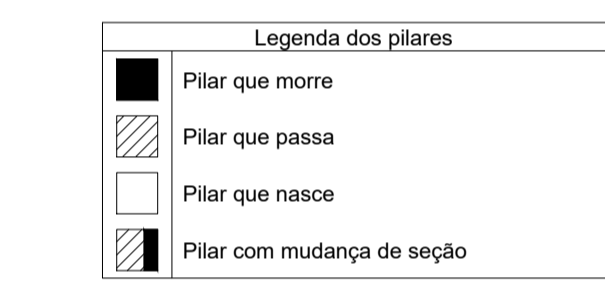 Legenda dos pilares
Pilar que morre
Pilar que passa
Pilar que nasce
Pilar com mudança de seção